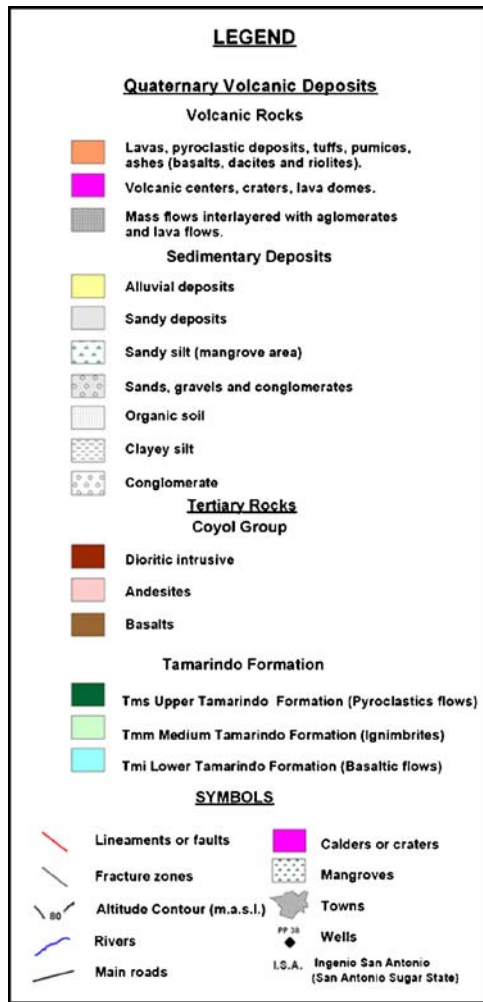 LEGEND
Quaternary Volcanic Deposits
Volcanic Rocks
Lavas, pyroclastic deposits, tuffs, pumices,
ashes (basalts, dacites and riolites).
Volcanic centers, craters, lava domes.
Mass flows interlayered with aglomerates
and lava flows.
Sedimentary Deposits
Alluvial deposits
Sandy deposits
Sandy silt (mangrove area)
Sands, gravels and conglomerates
Organic soil
Clayey silt
Conglomerate
Tertiary Rocks
Coyol Group
Dioritic intrusive
Andesites
Basalts
Tamarindo Formation
Tms Upper Tamarindo Formation (Pyroclastics flows)
Tmm Medium Tamarindo Formation (Ignimbrites)
Tmi Lower Tamarindo Formation (Basaltic flows)
SYMBOLS
Lineaments or faults
Fracture zones
80 Altitude Contour (m.a.s.l.)
Rivers
Main roads
Calders or craters
Mangroves
Towns
PP 38
Wells
I.S.A. Ingenio San Antonio
(San Antonio Sugar State)